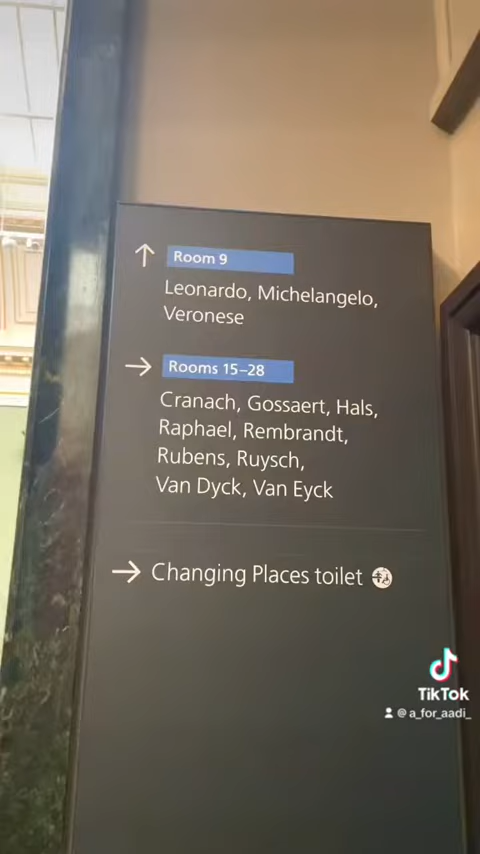 ↑ Room 9
Leonardo, Michelangelo,
Veronese
→ Rooms 15–28
Cranach, Gossaert, Hals,
Raphael, Rembrandt,
Rubens, Ruysch,
Van Dyck, Van Eyck
→ Changing Places toilet
TikTok
@a_for_aadi_